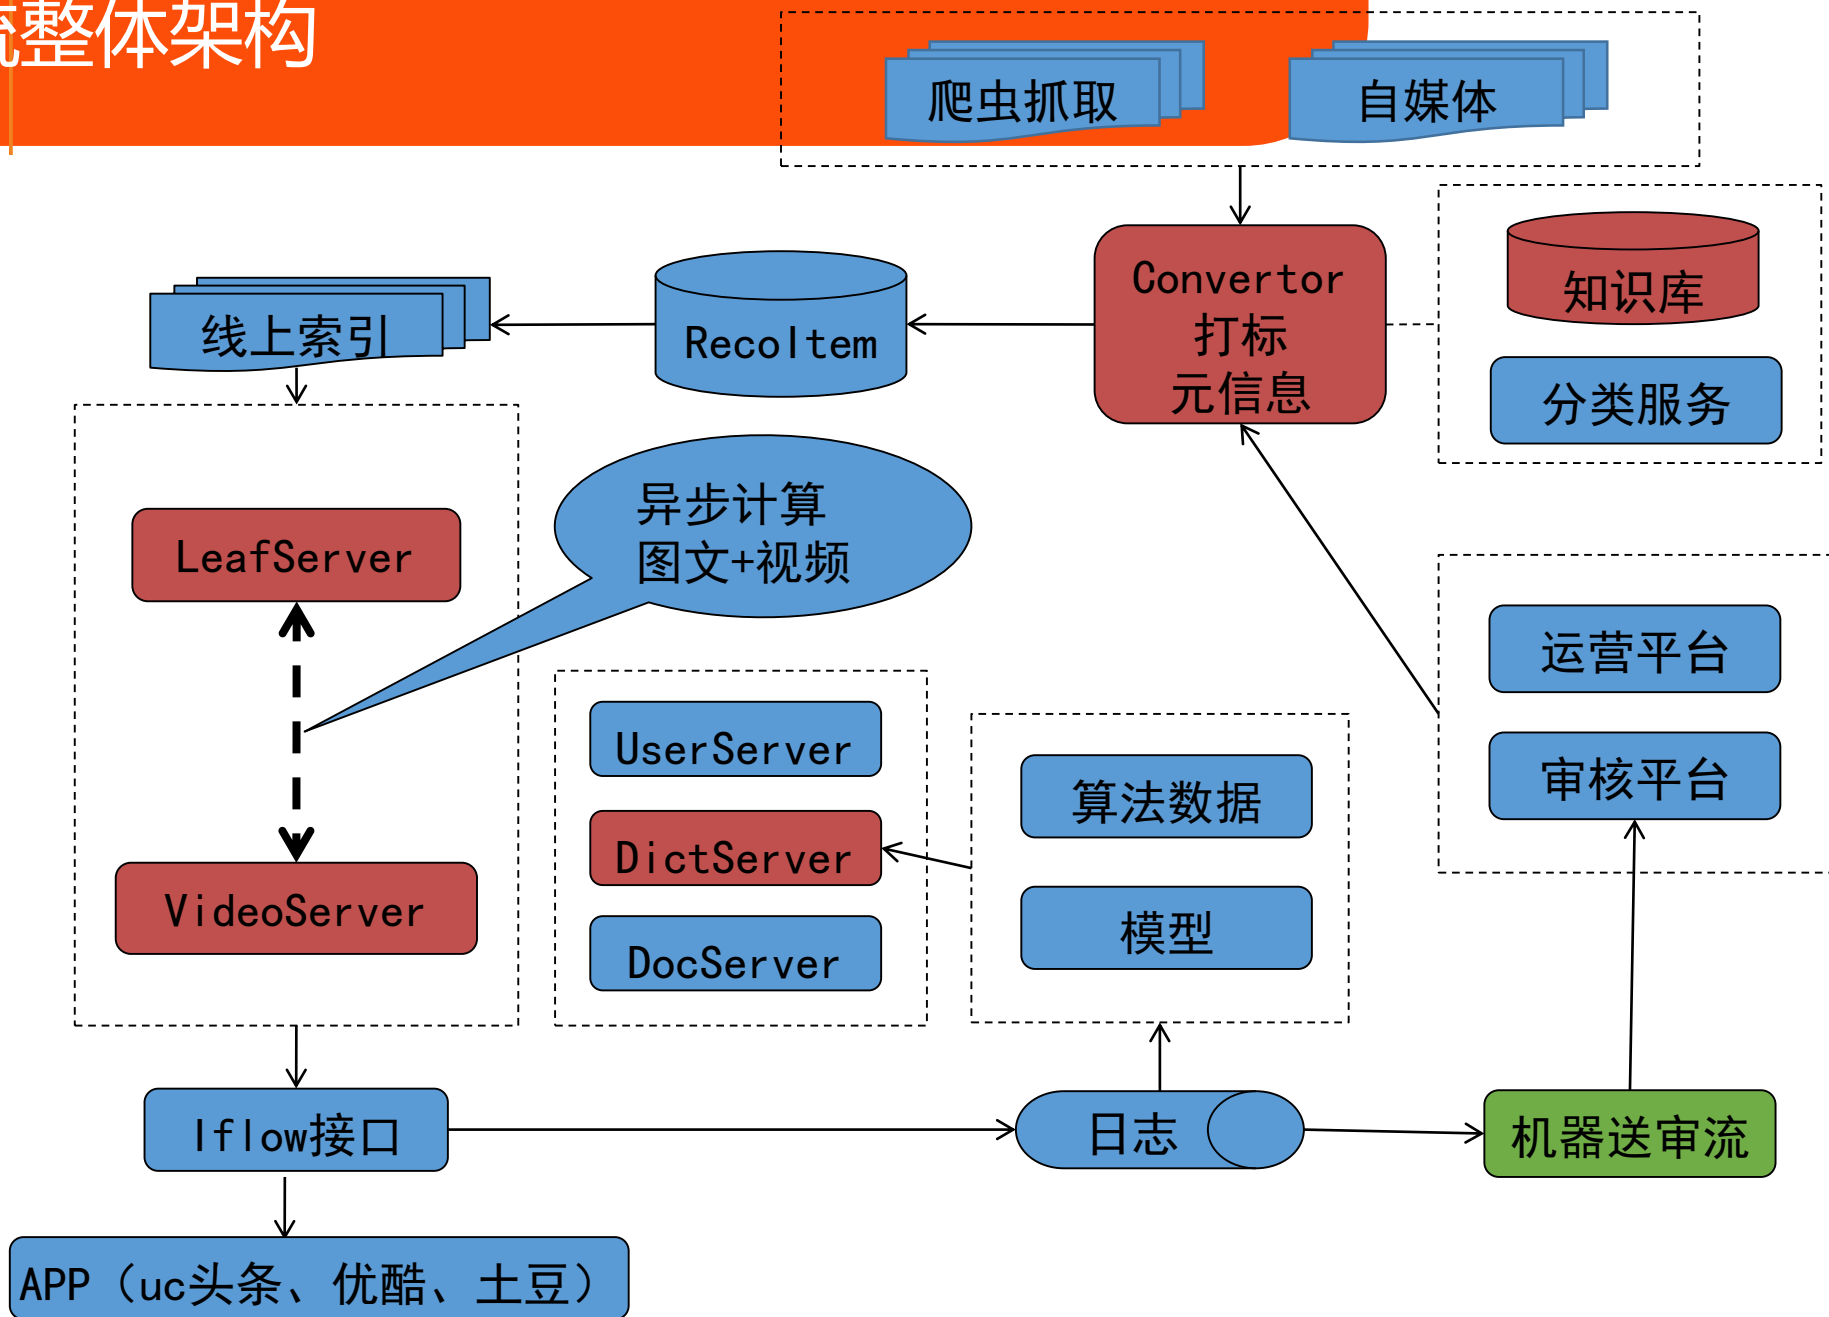 统整体架构
爬虫抓取
自媒体
Convertor
打标
元信息
知识库
分类服务
RecoItem
线上索引
异步计算
图文+视频
LeafServer
VideoServer
UserServer
DictServer
DocServer
算法数据
模型
运营平台
审核平台
Iflow接口
日志
机器送审流
APP（uc头条、优酷、土豆）